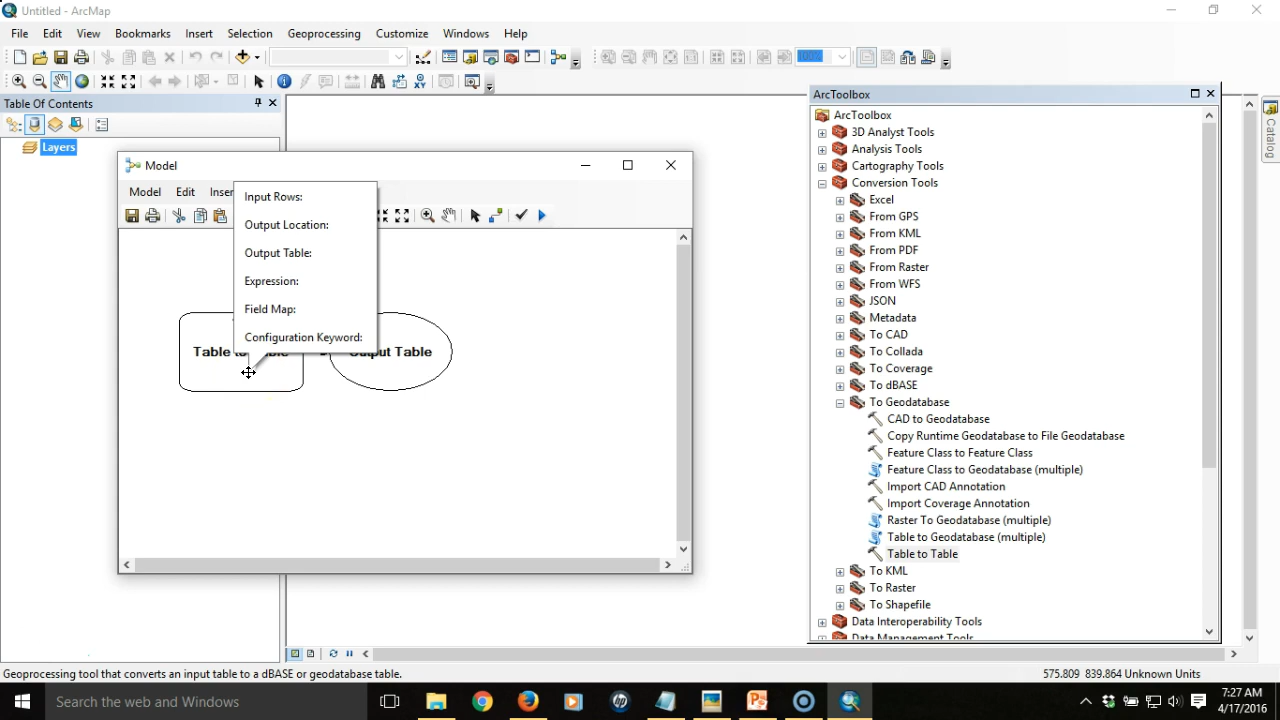 Untitled - ArcMap
File Edit View Bookmarks Insert Selection Geoprocessing Customize Windows Help
100%
Table Of Contents
Layers
Model
Model Edit Inser
Input Rows:
Output Location:
Output Table:
Expression:
Field Map:
Configuration Keyword:
Output Table
ArcToolbox
ArcToolbox
3D Analyst Tools
Analysis Tools
Cartography Tools
Conversion Tools
Excel
From GPS
From KML
From PDF
From Raster
From WFS
JSON
Metadata
To CAD
To Collada
To Coverage
To dBASE
To Geodatabase
CAD to Geodatabase
Copy Runtime Geodatabase to File Geodatabase
Feature Class to Feature Class
Feature Class to Geodatabase (multiple)
Import CAD Annotation
Import Coverage Annotation
Raster To Geodatabase (multiple)
Table to Geodatabase (multiple)
Table to Table
To KML
To Raster
To Shapefile
Data Interoperability Tools
Data Management Tools
Catalog
Geoprocessing tool that converts an input table to a dBASE or geodatabase table.
575.809 839.864 Unknown Units
Search the web and Windows
7:27 AM
4/17/2016